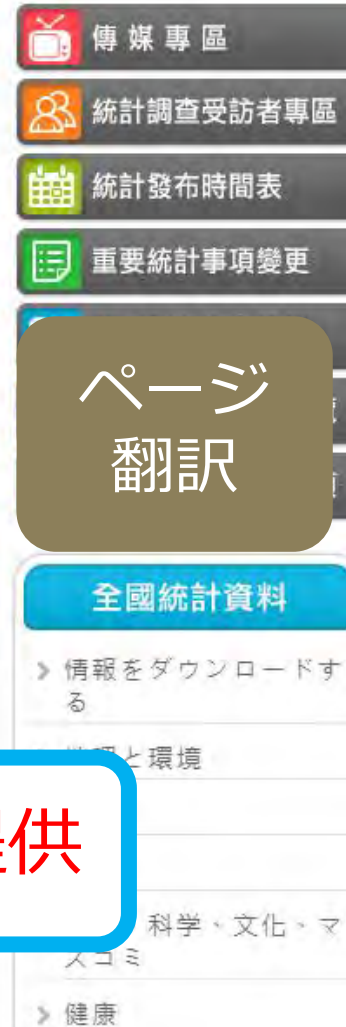 傳媒專區
統計調查受訪者專區
統計發布時間表
重要統計事項變更
ページ
翻訳
全國統計資料
情報をダウンロードす
る
と環境
提供
科学、文化、マ
スコミ
健康